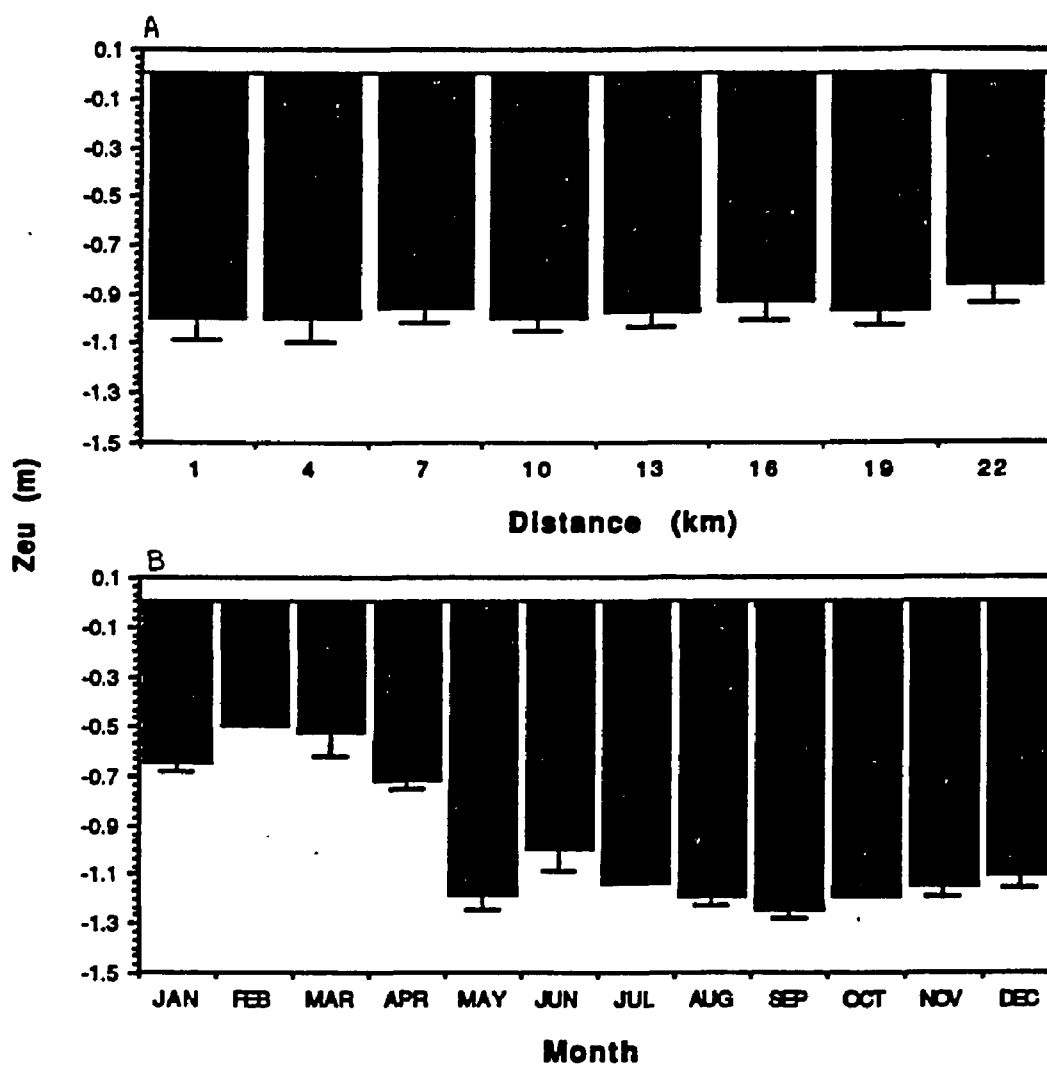 A
0.1
-0.1
-0.3
-0.5
-0.7
-0.9
-1.1
-1.3
-1.5
1 4 7 10 13 16 19 22
Distance (km)
Zeu (m)
B
0.1
-0.1
-0.3
-0.5
-0.7
-0.9
-1.1
-1.3
-1.5
JAN FEB MAR APR MAY JUN JUL AUG SEP OCT NOV DEC
Month